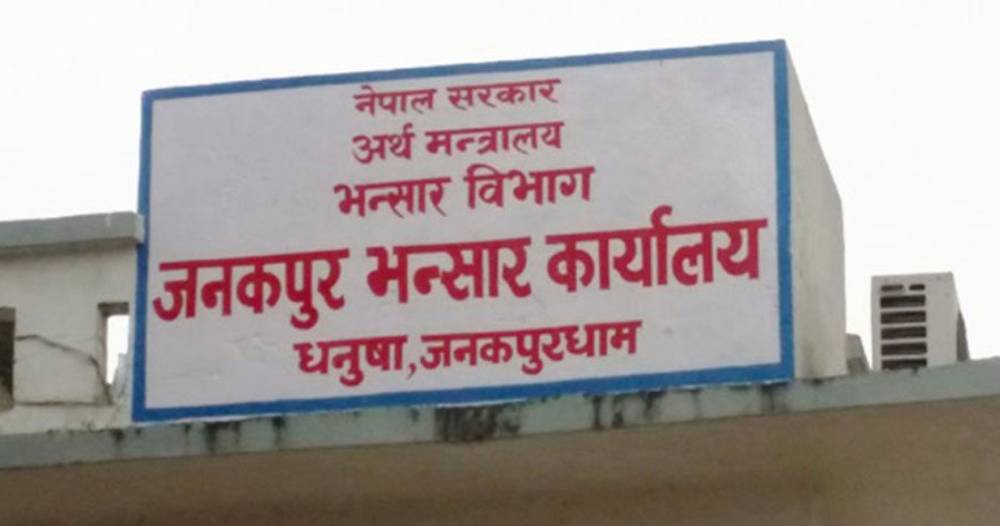 नेपाल सरकार
अर्थ मन्त्रालय
भन्सार विभाग
जनकपुर भन्सार कार्यालय
धनुषा, जनकपुरधाम